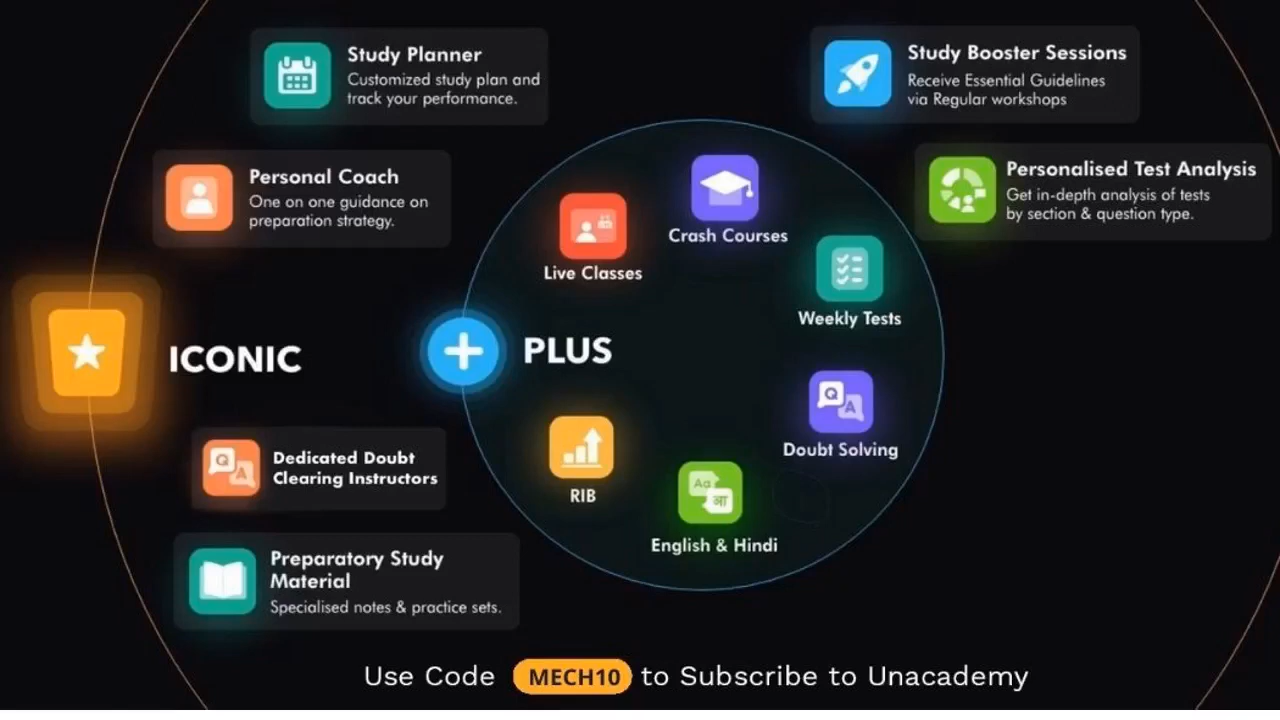 Study Planner
Customized study plan and
track your performance.
Study Booster Sessions
Receive Essential Guidelines
via Regular workshops
Personal Coach
One on one guidance on
preparation strategy.
Personalised Test Analysis
Get in-depth analysis of tests
by section & question type.
Crash Courses
Live Classes
Weekly Tests
ICONIC
PLUS
Q
A
Doubt Solving
Q
A
Dedicated Doubt
Clearing Instructors
RIB
Aa
आ
English & Hindi
Preparatory Study
Material
Specialised notes & practice sets.
Use Code MECH10 to Subscribe to Unacademy